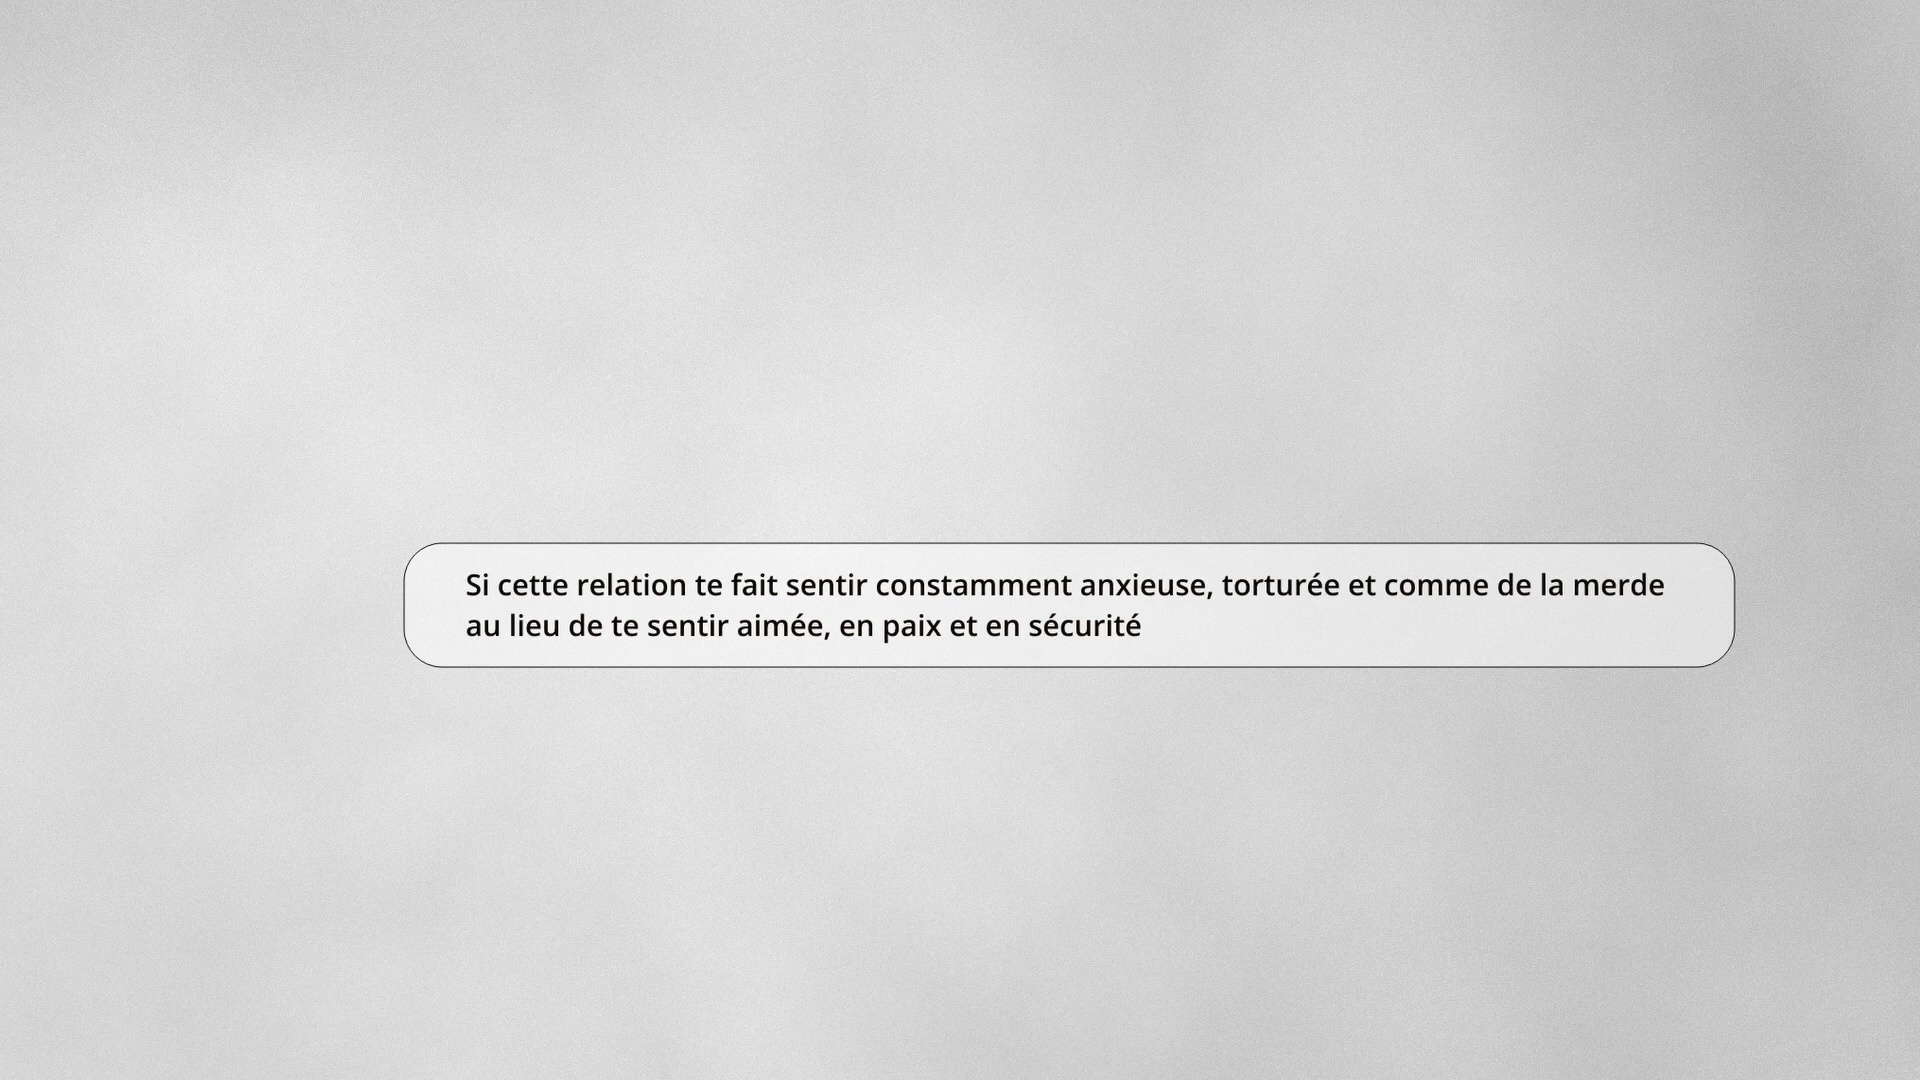 Si cette relation te fait sentir constamment anxieuse, torturée et comme de la merde
au lieu de te sentir aimée, en paix et en sécurité